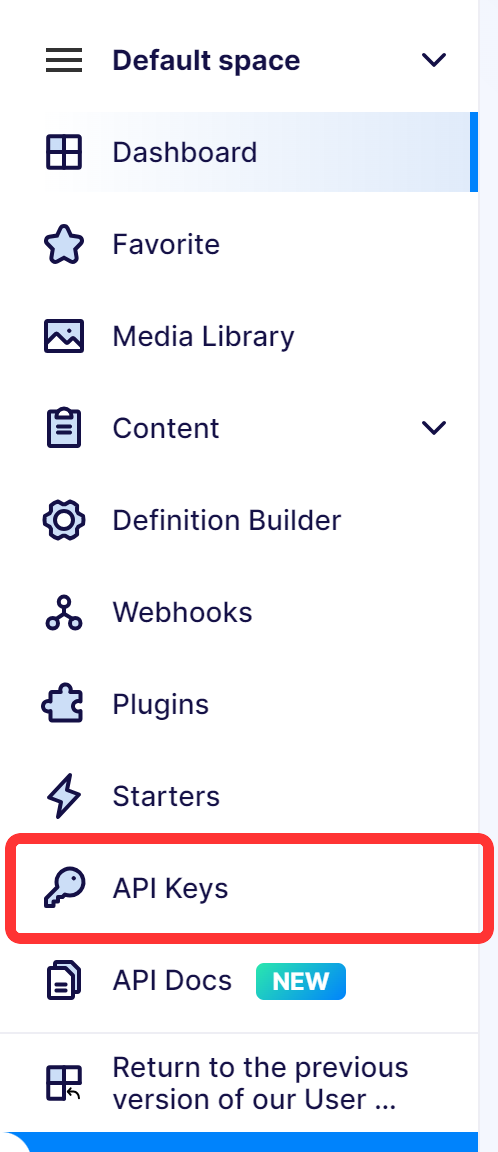 Default space
Dashboard
Favorite
Media Library
Content
Definition Builder
Webhooks
Plugins
Starters
API Keys
API Docs NEW
Return to the previous
version of our User ...